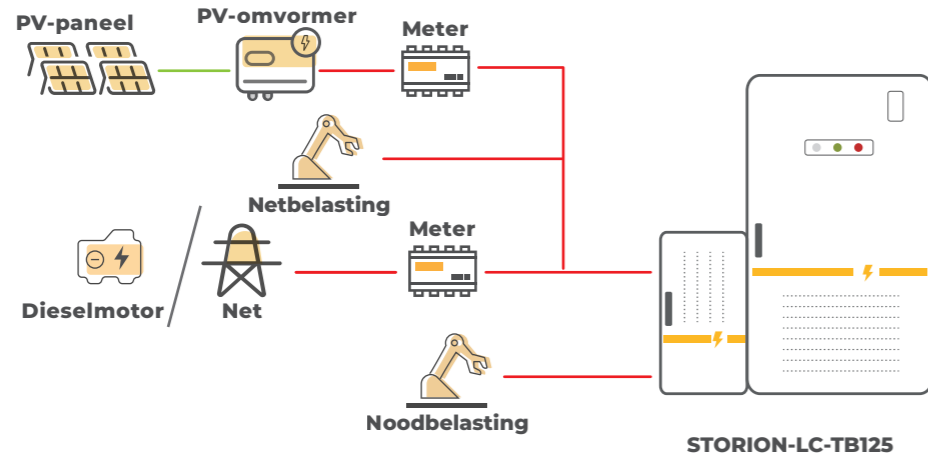 PV-paneel
PV-omvormer
Meter
Netbelasting
Meter
Dieselmotor
Net
Noodbelasting
STORION-LC-TB125